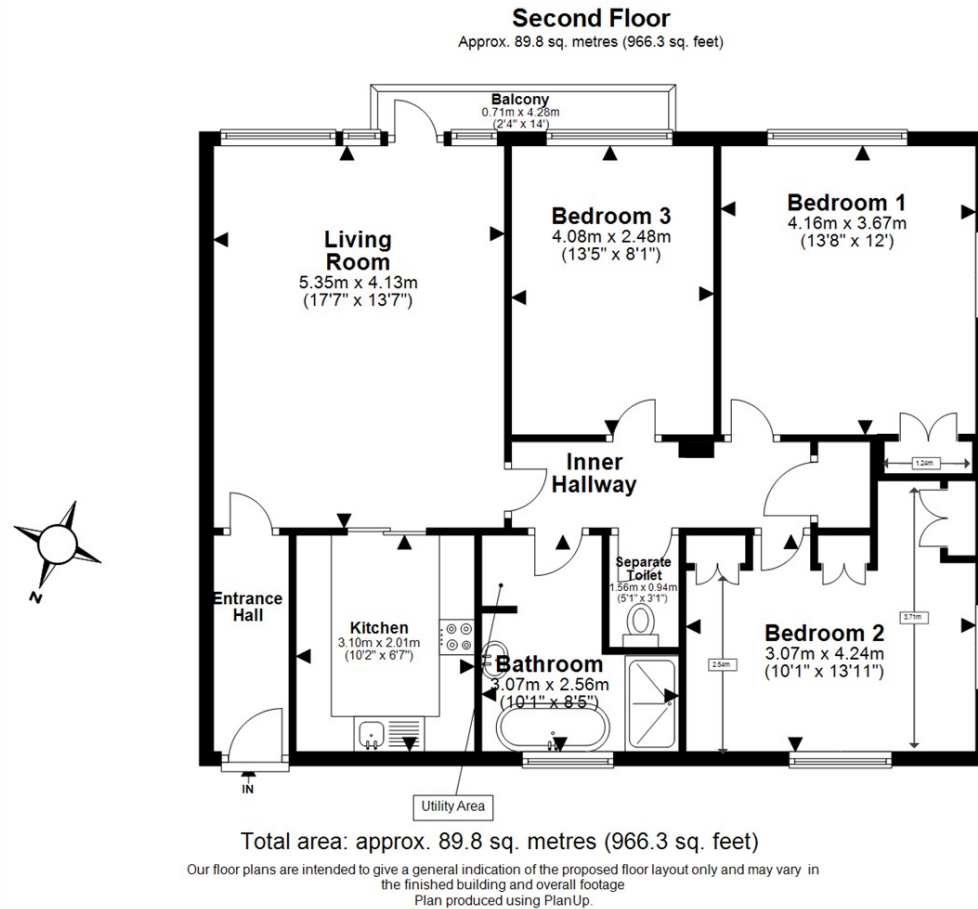 Second Floor
Approx. 89.8 sq. metres (966.3 sq. feet)
Balcony
0.71m x 4.28m
(2'4" x 14')
Living
Room
5.35m x 4.13m
(17'7" x 13'7")
Bedroom 3
4.08m x 2.48m
(13'5" x 8'1")
Bedroom 1
4.16m x 3.67m
(13'8" x 12')
1.24m
Inner
Hallway
N
Entrance
Hall
Kitchen
3.10m x 2.01m
(10'2" x 6'7")
Separate
Toilet
1.56m x 0.94m
(5'1" x 3'1")
Bathroom
3.07m x 2.56m
(10'1" x 8'5")
2.54m
3.71m
Bedroom 2
3.07m x 4.24m
(10'1" x 13'11")
IN
Utility Area
Total area: approx. 89.8 sq. metres (966.3 sq. feet)
Our floor plans are intended to give a general indication of the proposed floor layout only and may vary in
the finished building and overall footage
Plan produced using PlanUp.